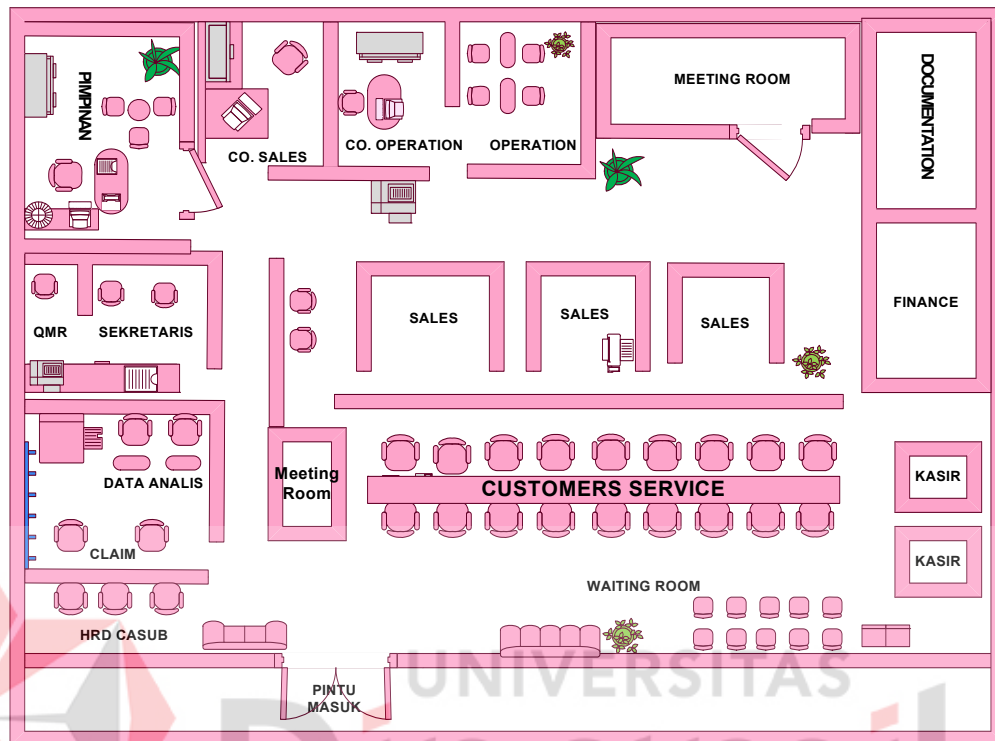 PIMPINAN
CO. SALES
CO. OPERATION
OPERATION
MEETING ROOM
DOCUMENTATION
QMR
SEKRETARIS
SALES
SALES
SALES
FINANCE
DATA ANALIS
Meeting
Room
CUSTOMERS SERVICE
KASIR
CLAIM
KASIR
WAITING ROOM
HRD CASUB
PINTU
MASUK
UNIVERSITAS